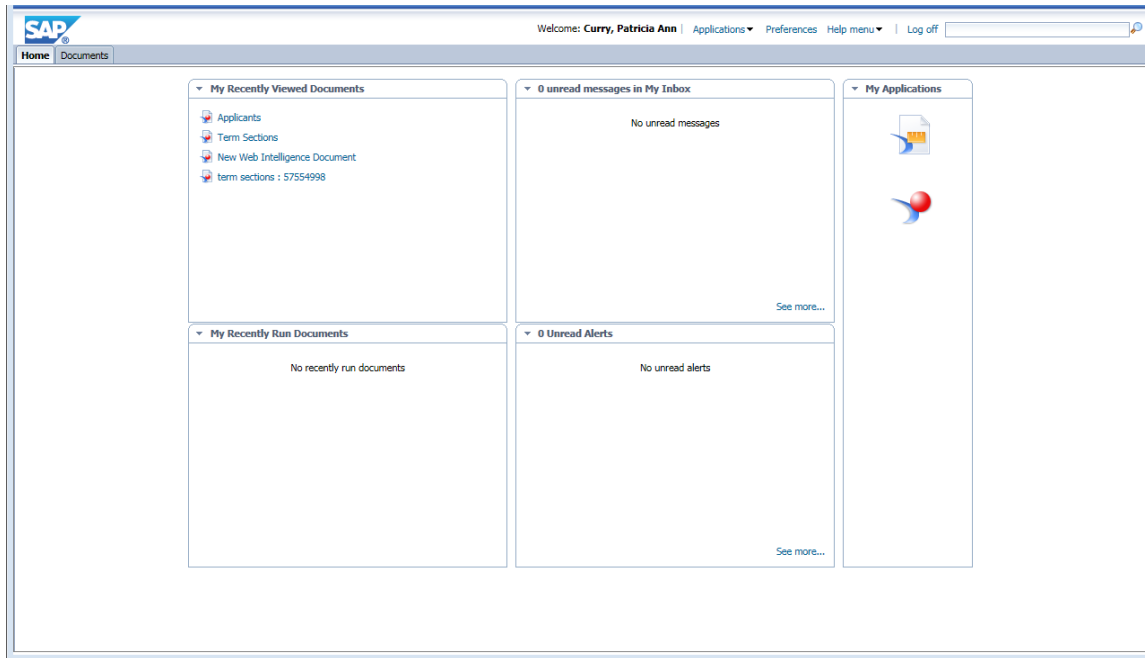 SAP®
Welcome: Curry, Patricia Ann | Applications Preferences Help menu | Log off
Home Documents
My Recently Viewed Documents
Applicants
Term Sections
New Web Intelligence Document
term sections : 57554998
0 unread messages in My Inbox
No unread messages
See more...
My Applications
My Recently Run Documents
No recently run documents
0 Unread Alerts
No unread alerts
See more...